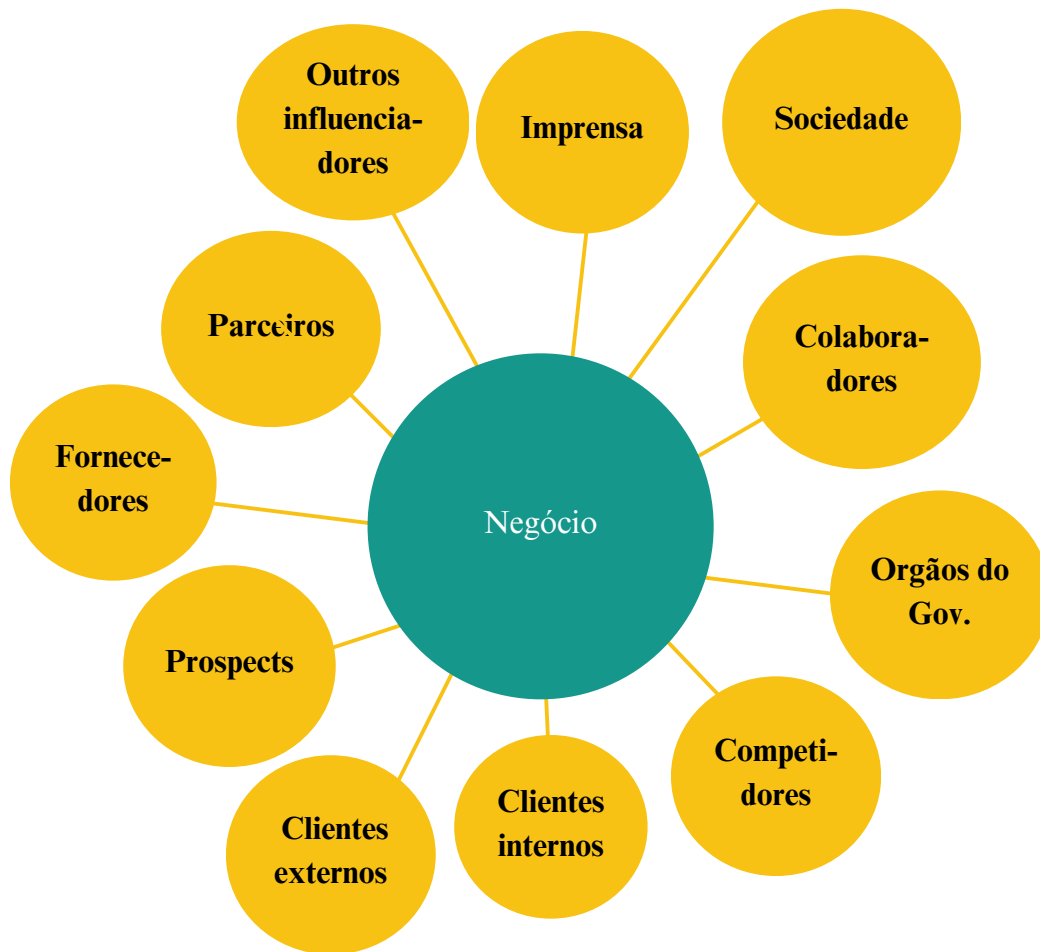 Outros
influencia-
dores
Imprensa
Sociedade
Parceiros
Colabora-
dores
Fornece-
dores
Negócio
Orgãos do
Gov.
Prospects
Competi-
dores
Clientes
internos
Clientes
externos